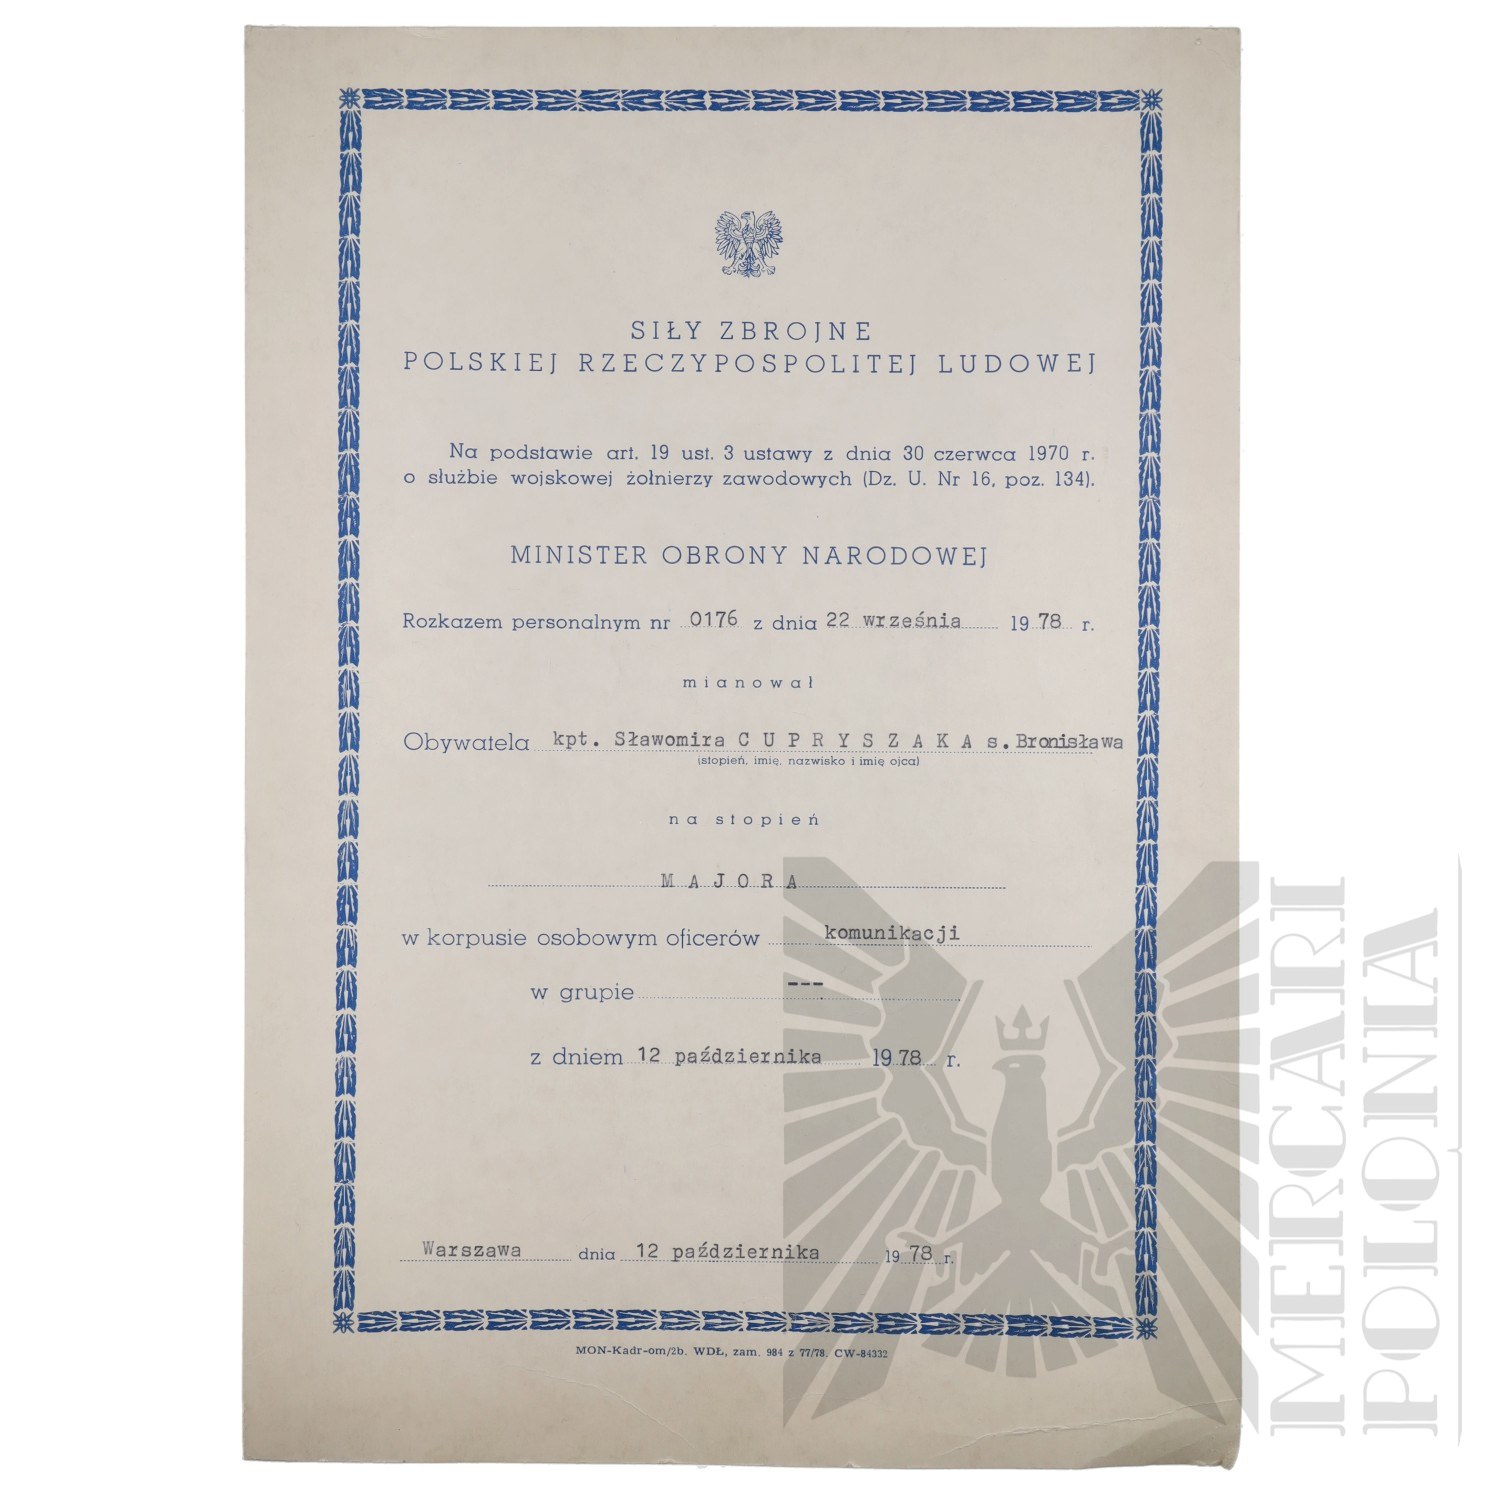 SIŁY ZBROJNE
POLSKIEJ RZECZYPOSPOLITEJ LUDOWEJ
Na podstawie art. 19 ust. 3 ustawy z dnia 30 czerwca 1970 r.
o służbie wojskowej żołnierzy zawodowych (Dz. U. Nr 16, poz. 134).
MINISTER OBRONY NARODOWEJ
Rozkazem personalnym nr 0176 z dnia 22 września 1978 r.
mianował
Obywatela kpt. Sławomira CUPRYSZAKA s. Bronisława
(stopień, imię, nazwisko i imię ojca)
na stopień
MAJORA
w korpusie osobowym oficerów komunikacji
w grupie ---
z dniem 12 października 1978 r.
Warszawa dnia 12 października 1978 r.
MON-Kadr-om/2b. WDŁ, zam. 984 z 77/78. CW-84332
MERCARI
POLONIA